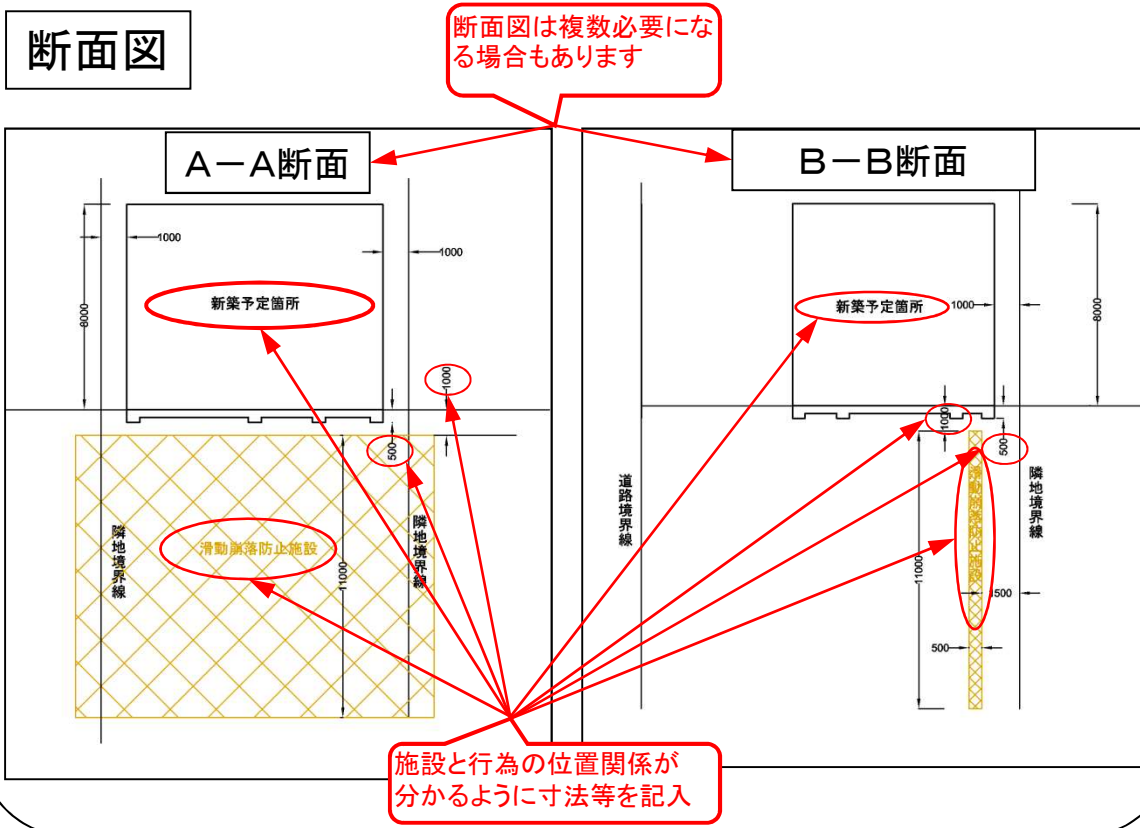 断面図
断面図は複数必要にな
る場合もあります
A－A断面
1000
1000
8000
新築予定箇所
1000
500
隣地境界線
滑動崩落防止施設
11000
隣地境界線
B－B断面
新築予定箇所
1000
8000
1000
500
道路境界線
滑動崩落防止施設
隣地境界線
11000
1500
500
施設と行為の位置関係が
分かるように寸法等を記入